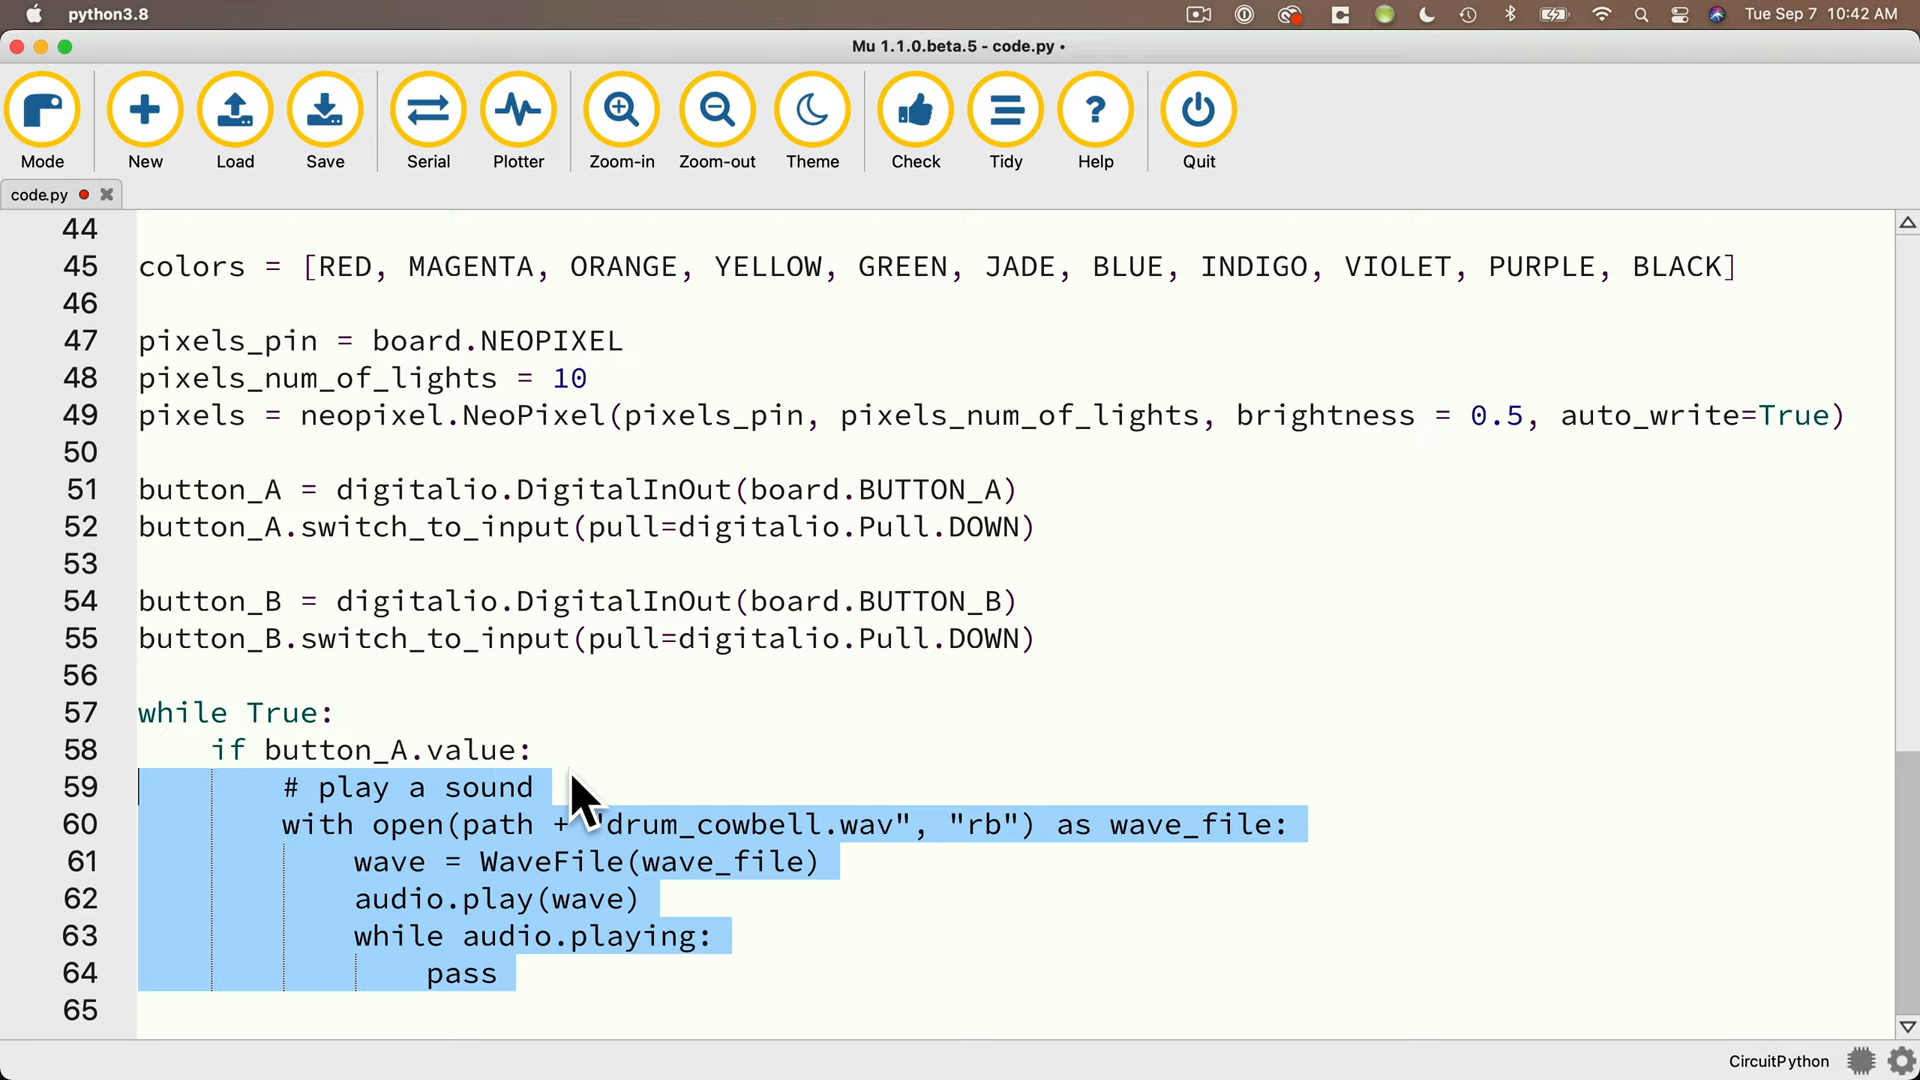 python3.8
Tue Sep 7 10:42 AM
Mu 1.1.0.beta.5 - code.py •
Mode New Load Save Serial Plotter Zoom-in Zoom-out Theme Check Tidy Help Quit
code.py
44
45 colors = [RED, MAGENTA, ORANGE, YELLOW, GREEN, JADE, BLUE, INDIGO, VIOLET, PURPLE, BLACK]
46
47 pixels_pin = board.NEOPIXEL
48 pixels_num_of_lights = 10
49 pixels = neopixel.NeoPixel(pixels_pin, pixels_num_of_lights, brightness = 0.5, auto_write=True)
50
51 button_A = digitalio.DigitalInOut(board.BUTTON_A)
52 button_A.switch_to_input(pull=digitalio.Pull.DOWN)
53
54 button_B = digitalio.DigitalInOut(board.BUTTON_B)
55 button_B.switch_to_input(pull=digitalio.Pull.DOWN)
56
57 while True:
58 if button_A.value:
59 # play a sound
60 with open(path + "drum_cowbell.wav", "rb") as wave_file:
61 wave = WaveFile(wave_file)
62 audio.play(wave)
63 while audio.playing:
64 pass
65
CircuitPython